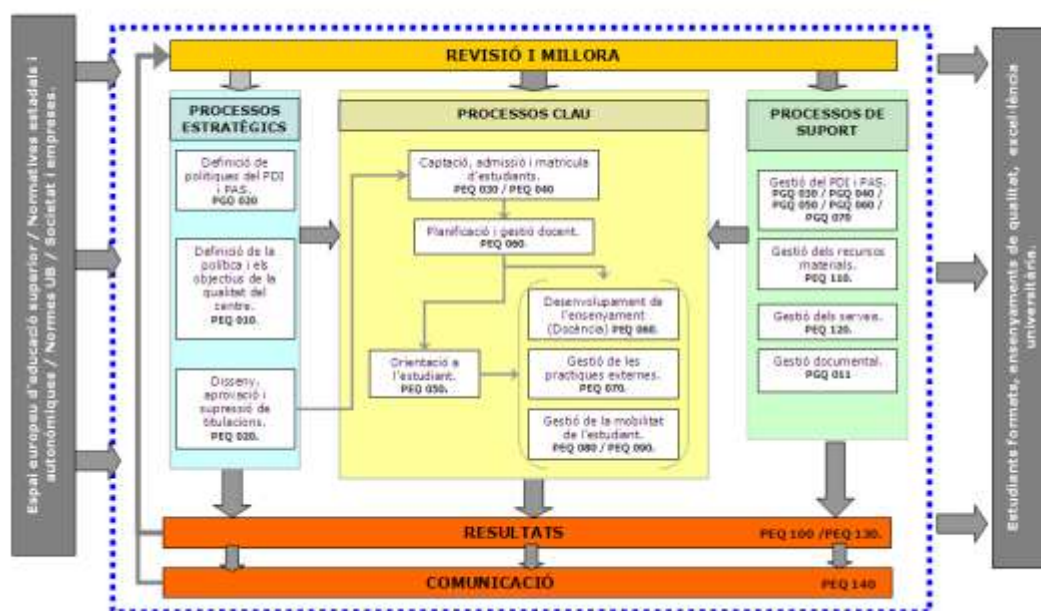 Espai europeu d'educació superior / Normatives estadals i
autonòmiques / Normes UB / Societat i empreses.
REVISIÓ I MILLORA
PROCESSOS
ESTRATÈGICS
Definició de
polítiques del PDI
i PAS.
PGQ 020
Definició de la
política i els
objectius de la
qualitat del
centre.
PEQ 010.
Disseny,
aprovació i
supressió de
titulacions.
PEQ 020.
PROCESSOS CLAU
Captació, admissió i matricula
d'estudiants.
PEQ 030 / PEQ 040
Planificació i gestió docent.
PEQ 060.
Orientació a
l'estudiant.
PEQ 050.
Desenvolupament de
l'ensenyament
(Docència) PEQ 060.
Gestió de les
practiques externes.
PEQ 070.
Gestió de la mobilitat
de l'estudiant.
PEQ 080 / PEQ 090.
PROCESSOS DE
SUPORT
Gestió del PDI i PAS.
PGQ 030 / PGQ 040 /
PGQ 050 / PGQ 060 /
PGQ 070
Gestió dels recursos
materials.
PEQ 110.
Gestió dels serveis.
PEQ 120.
Gestió documental.
PGQ 011
RESULTATS
PEQ 100 /PEQ 130.
COMUNICACIÓ
PEQ 140
Estudiants formats, ensenyaments de qualitat, excel·lència
universitària.